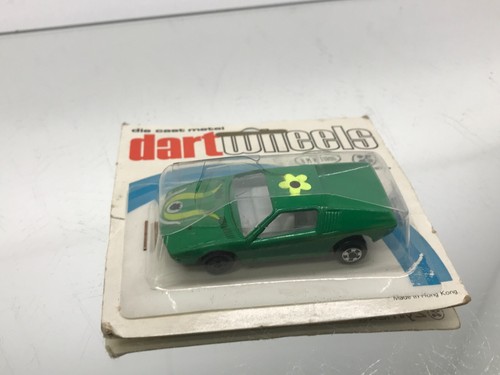 die cast metal
dartwheels
Made in Hong Kong